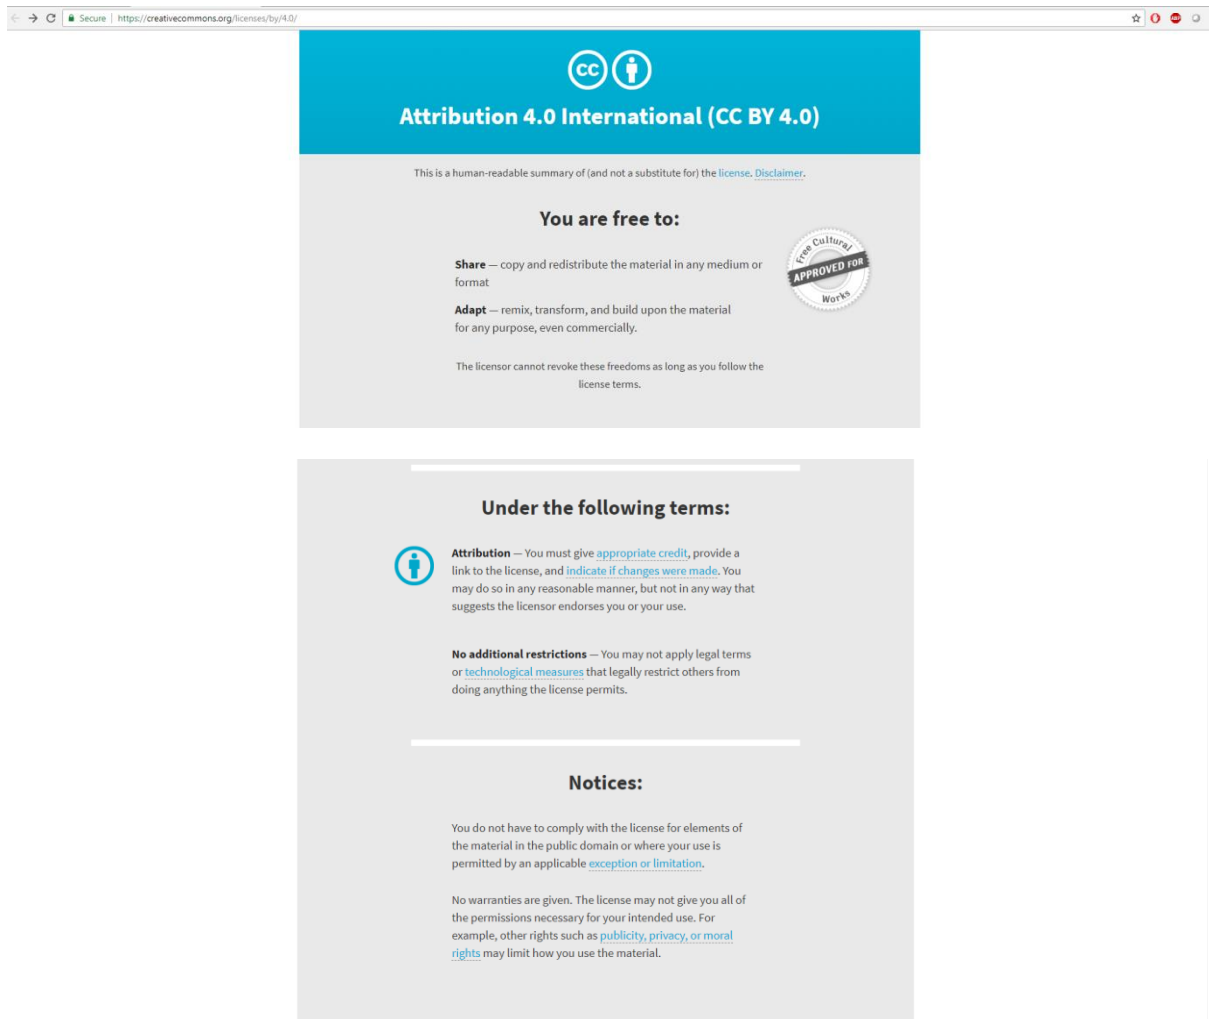 Secure | https://creativecommons.org/licenses/by/4.0/
cc
Attribution 4.0 International (CC BY 4.0)
This is a human-readable summary of (and not a substitute for) the license. Disclaimer.
You are free to:
Free Cultural
APPROVED FOR
Works
Share — copy and redistribute the material in any medium or
format
Adapt — remix, transform, and build upon the material
for any purpose, even commercially.
The licensor cannot revoke these freedoms as long as you follow the
license terms.
Under the following terms:
Attribution — You must give appropriate credit, provide a
link to the license, and indicate if changes were made. You
may do so in any reasonable manner, but not in any way that
suggests the licensor endorses you or your use.
No additional restrictions — You may not apply legal terms
or technological measures that legally restrict others from
doing anything the license permits.
Notices:
You do not have to comply with the license for elements of
the material in the public domain or where your use is
permitted by an applicable exception or limitation.
No warranties are given. The license may not give you all of
the permissions necessary for your intended use. For
example, other rights such as publicity, privacy, or moral
rights may limit how you use the material.